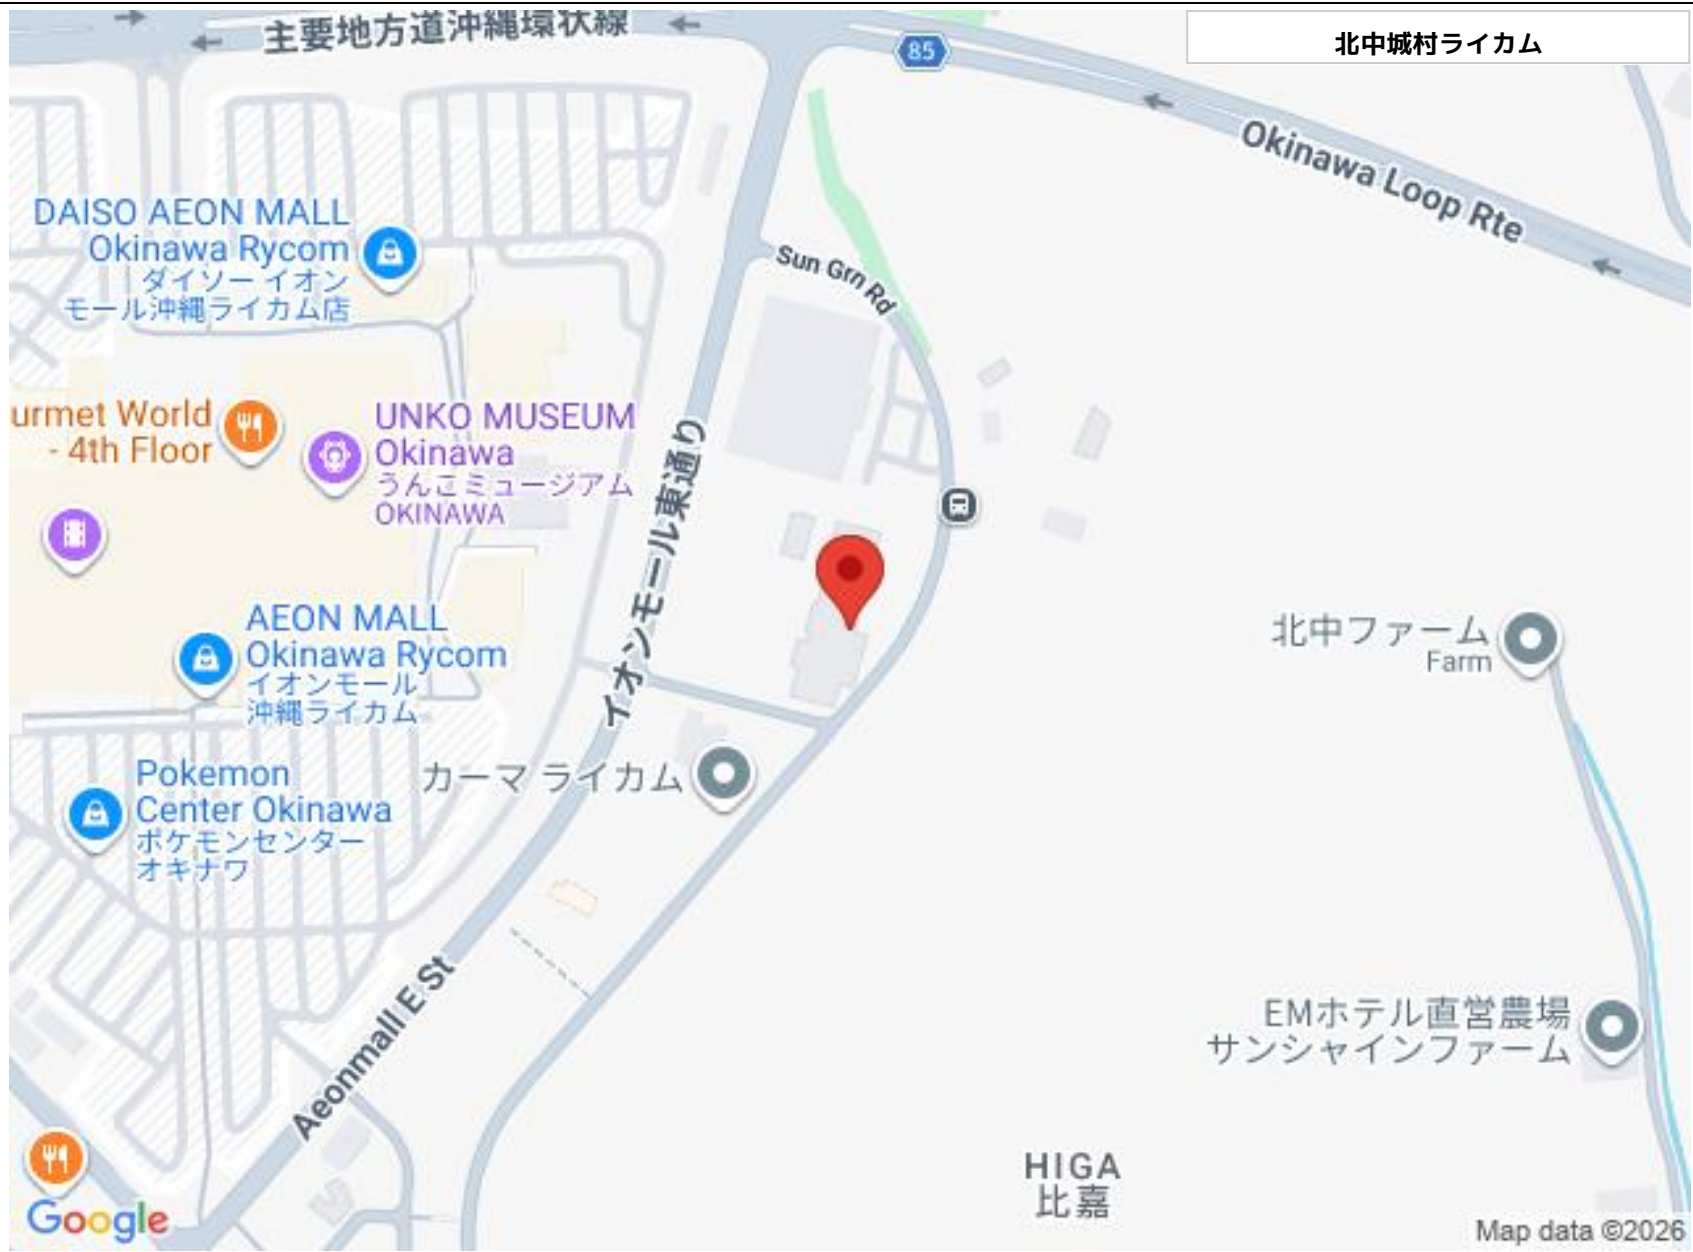 主要地方道沖縄環状線
85
北中城村ライカム
Okinawa Loop Rte
DAISO AEON MALL
Okinawa Rycom
ダイソー イオン
モール沖縄ライカム店
Sun Grn Rd
urmet World
- 4th Floor
UNKO MUSEUM
Okinawa
うんこミュージアム
OKINAWA
イオンモール東通り
AEON MALL
Okinawa Rycom
イオンモール
沖縄ライカム
北中ファーム
Farm
カーマ ライカム
Pokemon
Center Okinawa
ポケモンセンター
オキナワ
Aeonmall E St
EMホテル直営農場
サンシャインファーム
HIGA
比嘉
Google
Map data ©2026